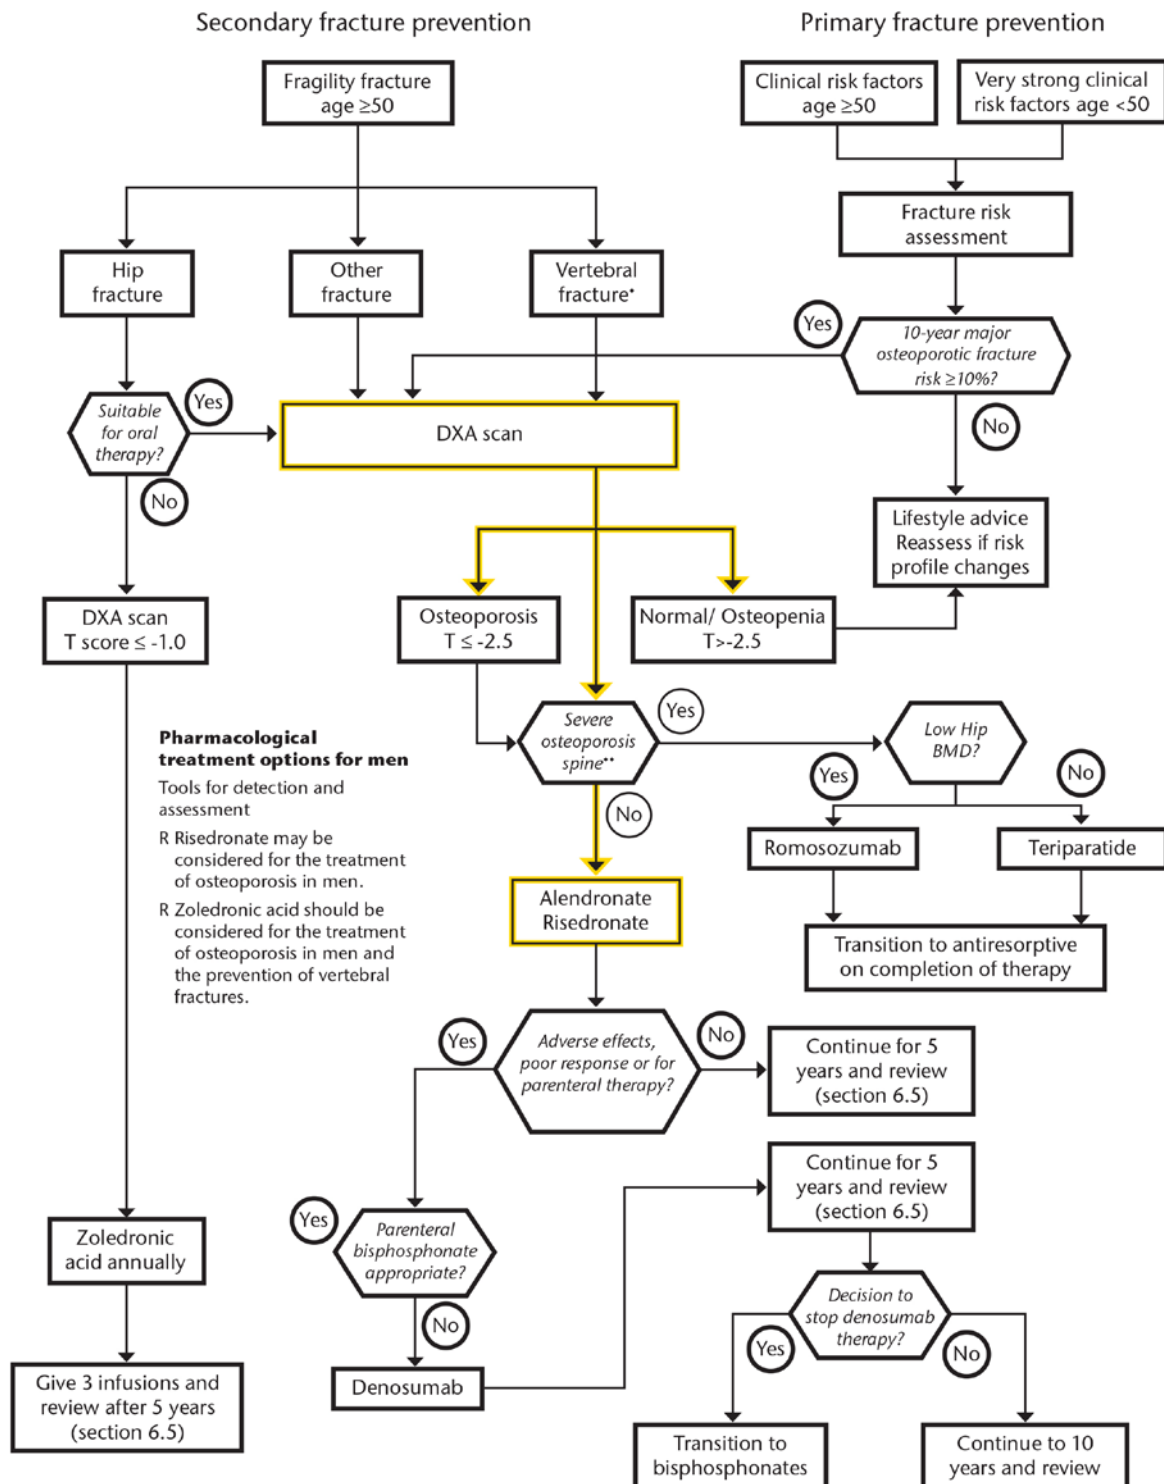 Secondary fracture prevention
Primary fracture prevention
Fragility fracture
age ≥50
Clinical risk factors
age ≥50
Very strong clinical
risk factors age <50
Fracture risk
assessment
Hip
fracture
Other
fracture
Vertebral
fracture*
Yes
10-year major
osteoporotic fracture
risk ≥10%?
No
Suitable
for oral
therapy?
Yes
No
DXA scan
Lifestyle advice
Reassess if risk
profile changes
DXA scan
T score ≤ -1.0
Osteoporosis
T ≤ -2.5
Normal/ Osteopenia
T>-2.5
Severe
osteoporosis
spine**
Yes
No
Low Hip
BMD?
Yes
No
Romosozumab
Teriparatide
Transition to antiresorptive
on completion of therapy
Pharmacological
treatment options for men
Tools for detection and
assessment
R Risedronate may be
considered for the treatment
of osteoporosis in men.
R Zoledronic acid should be
considered for the treatment
of osteoporosis in men and
the prevention of vertebral
fractures.
Alendronate
Risedronate
Yes
Adverse effects,
poor response or for
parenteral therapy?
No
Continue for 5
years and review
(section 6.5)
Continue for 5
years and review
(section 6.5)
Yes
Parenteral
bisphosphonate
appropriate?
No
Zoledronic
acid annually
Denosumab
Decision to
stop denosumab
therapy?
Yes
No
Give 3 infusions and
review after 5 years
(section 6.5)
Transition to
bisphosphonates
Continue to 10
years and review